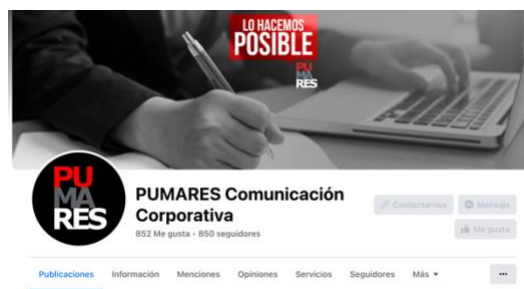 LO HACEMOS
POSIBLE
PU
MA
RES
PU
MA
RES
PUMARES Comunicación
Corporativa
852 Me gusta • 850 seguidores
Contactarnos
Mensaje
Me gusta
Publicaciones Información Menciones Opiniones Servicios Seguidores Más